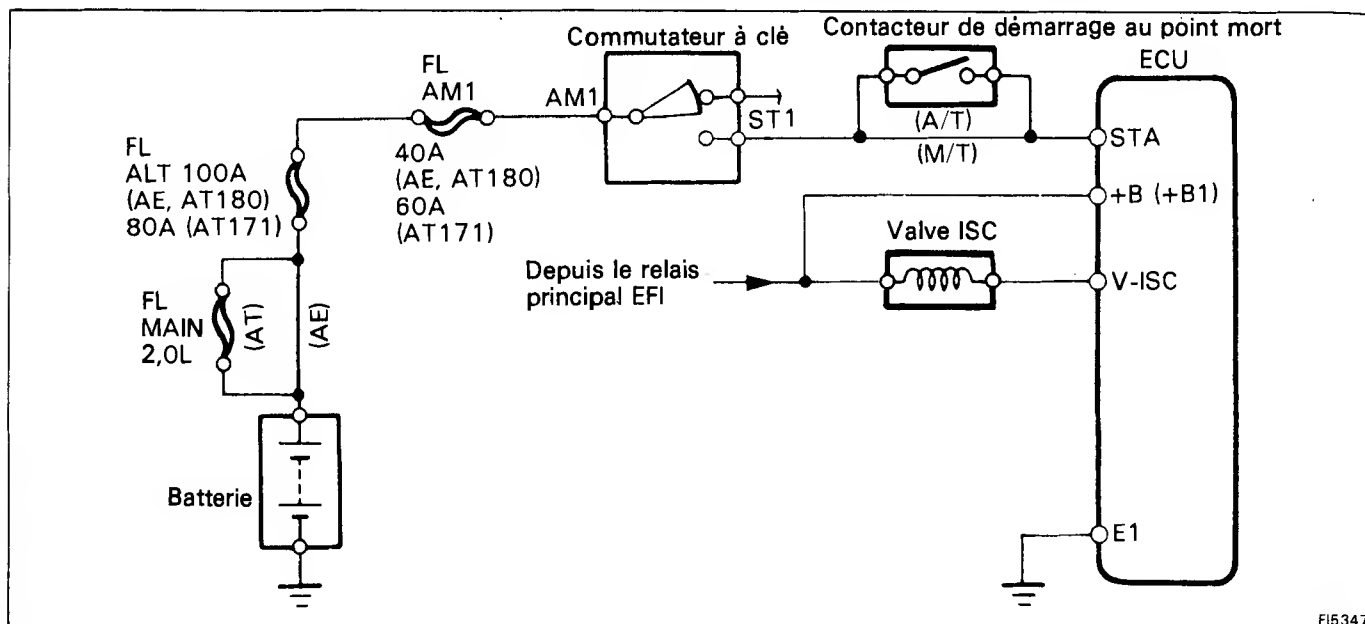 Commutateur à clé
Contacteur de démarrage au point mort
ECU
FL
AM1
AM1
ST1
(A/T)
(M/T)
STA
FL
ALT 100A
(AE, AT180)
80A (AT171)
40A
(AE, AT180)
60A
(AT171)
+B (+B1)
Valve ISC
Depuis le relais
principal EFI
V-ISC
FL
MAIN
2,0L
(AT)
(AE)
Batterie
E1
FI5347